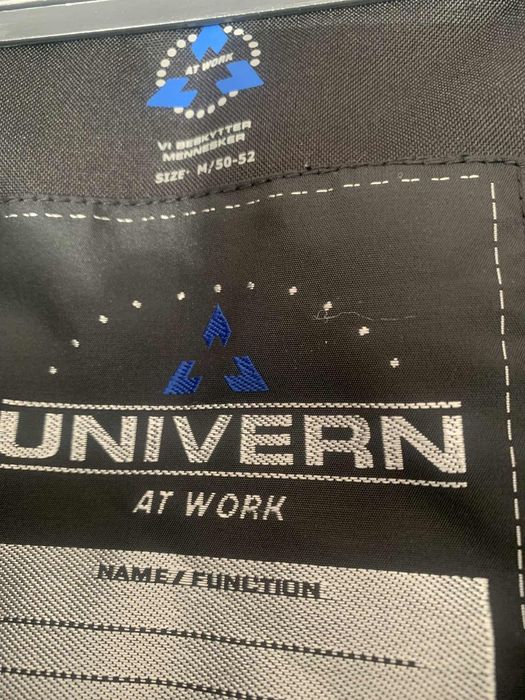 AT WORK
VI BESKYTTER
MENNESKER
SIZE: M/50-52
UNIVERN
AT WORK
NAME/FUNCTION